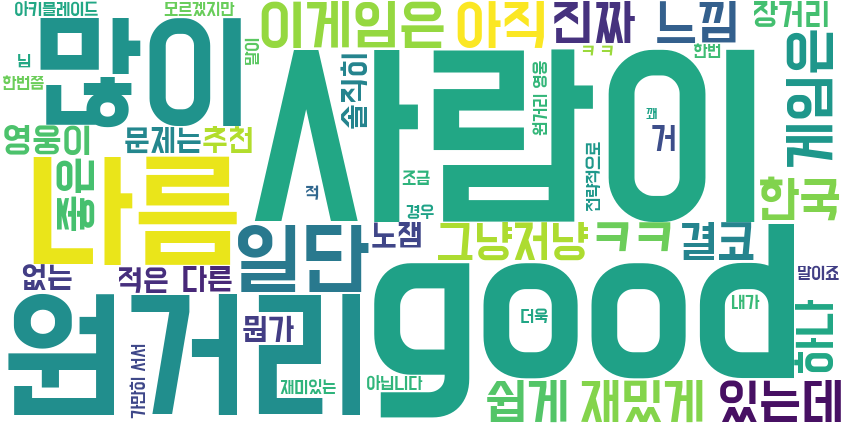 아키블레이드 모르겠지만 이게임은 아직 진짜 느낌 장거리
많이 말이 ㅋㅋ 한번
님 한번쯤 솔직히 사람이 원거리 영웅 게임은
영웅이 문제는 추천 꽤 거
나름 좋은 적 조금 경우 전략적으로 한국
일단 노잼 그냥저냥 ㅋㅋ 결코
없는 적은 다른 good 말이죠
원거리 뭔가 더욱 내가 하나
가만히 서서 재미있는 아닙니다 쉽게 재밌게 있는데